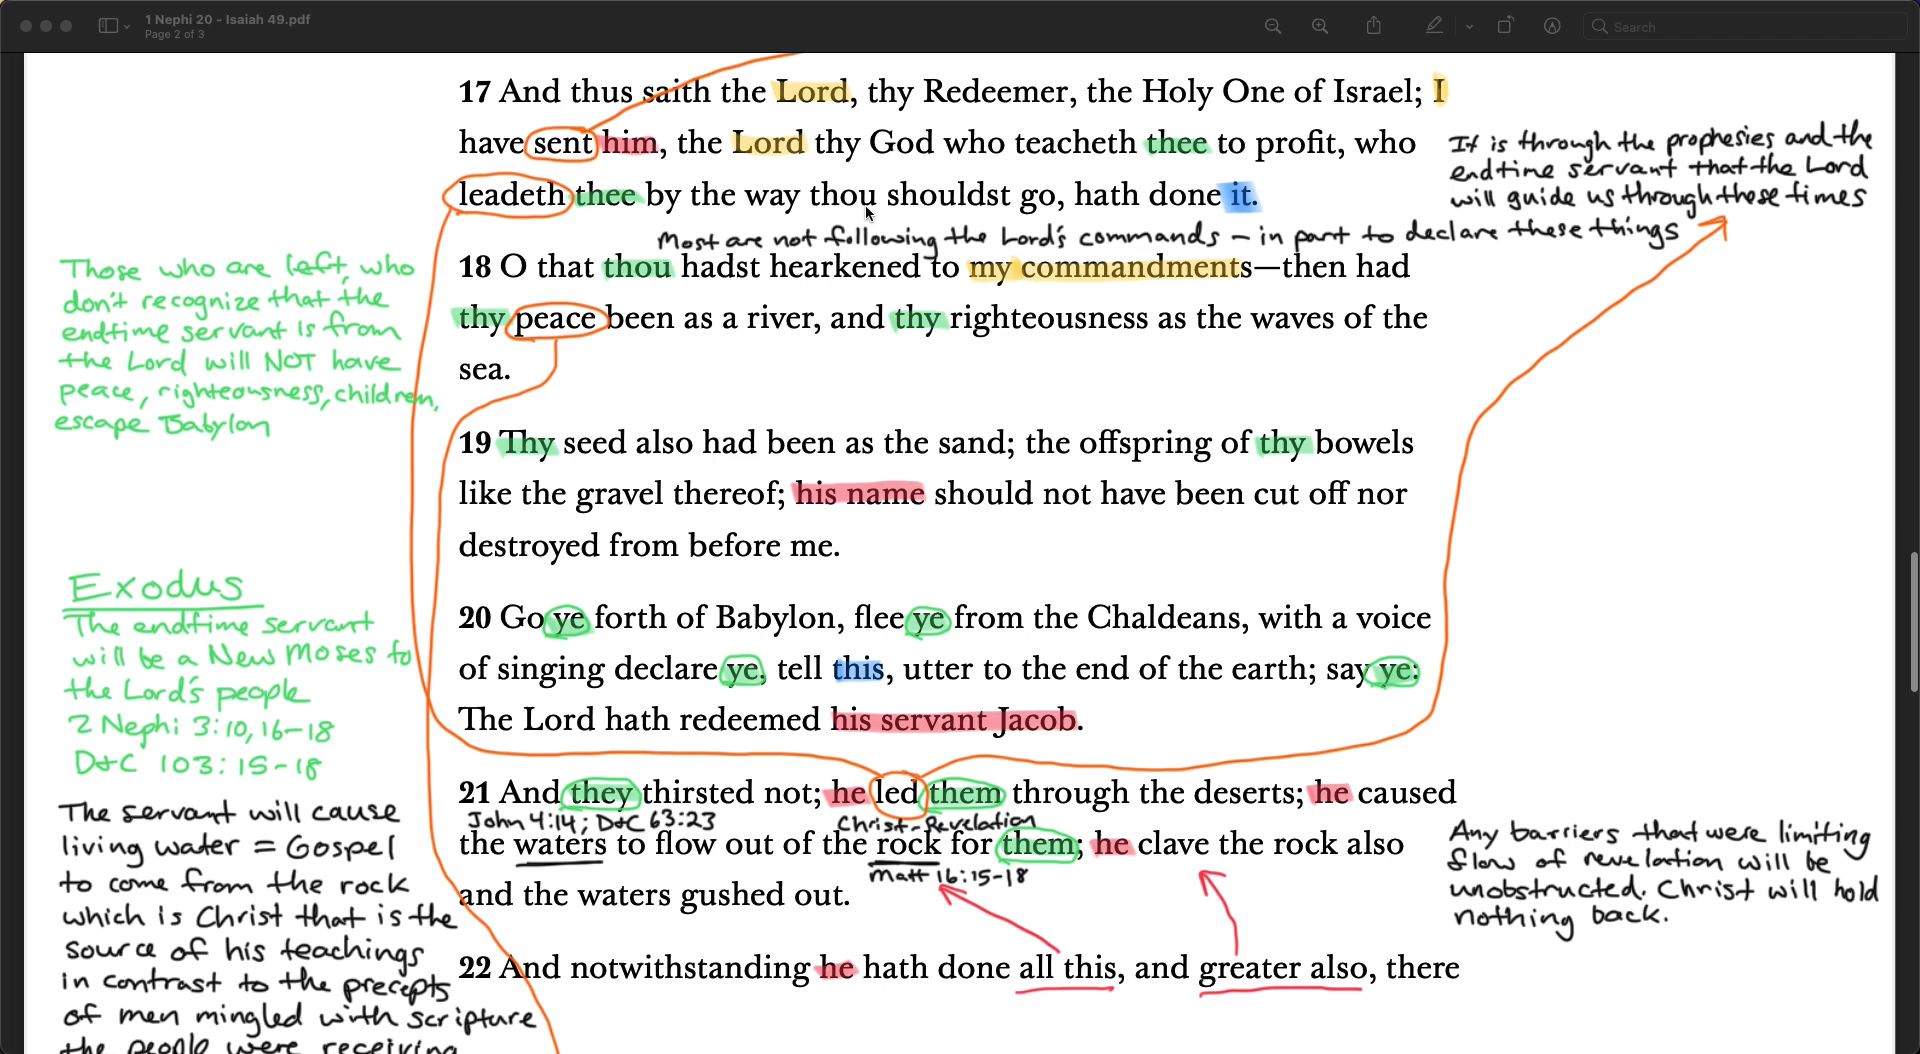 1 Nephi 20 - Isaiah 49.pdf
Page 2 of 3
Search
17 And thus saith the Lord, thy Redeemer, the Holy One of Israel; I
have sent him, the Lord thy God who teacheth thee to profit, who
leadeth thee by the way thou shouldst go, hath done it.
It is through the prophesies and the
endtime servant that the Lord
will guide us through these times
Most are not following the Lord's commands – in part to declare these things
18 O that thou hadst hearkened to my commandments—then had
thy peace been as a river, and thy righteousness as the waves of the
sea.
Those who are left, who
don't recognize that the
endtime servant is from
the Lord will NOT have
peace, righteousness, children,
escape Babylon
19 Thy seed also had been as the sand; the offspring of thy bowels
like the gravel thereof; his name should not have been cut off nor
destroyed from before me.
Exodus
The endtime servant
will be a New Moses to
the Lord's people
2 Nephi 3:10, 16-18
D+C 103:15-18
20 Go ye forth of Babylon, flee ye from the Chaldeans, with a voice
of singing declare ye, tell this, utter to the end of the earth; say ye:
The Lord hath redeemed his servant Jacob.
21 And they thirsted not; he led them through the deserts; he caused
John 4:14; D+C 63:23
Christ - Revelation
the waters to flow out of the rock for them; he clave the rock also
Matt 16:15-18
and the waters gushed out.
The servant will cause
living water = Gospel
to come from the rock
which is Christ that is the
source of his teachings
in contrast to the precepts
of men mingled with scripture
the people were receiving
Any barriers that were limiting
flow of revelation will be
unobstructed. Christ will hold
nothing back.
22 And notwithstanding he hath done all this, and greater also, there